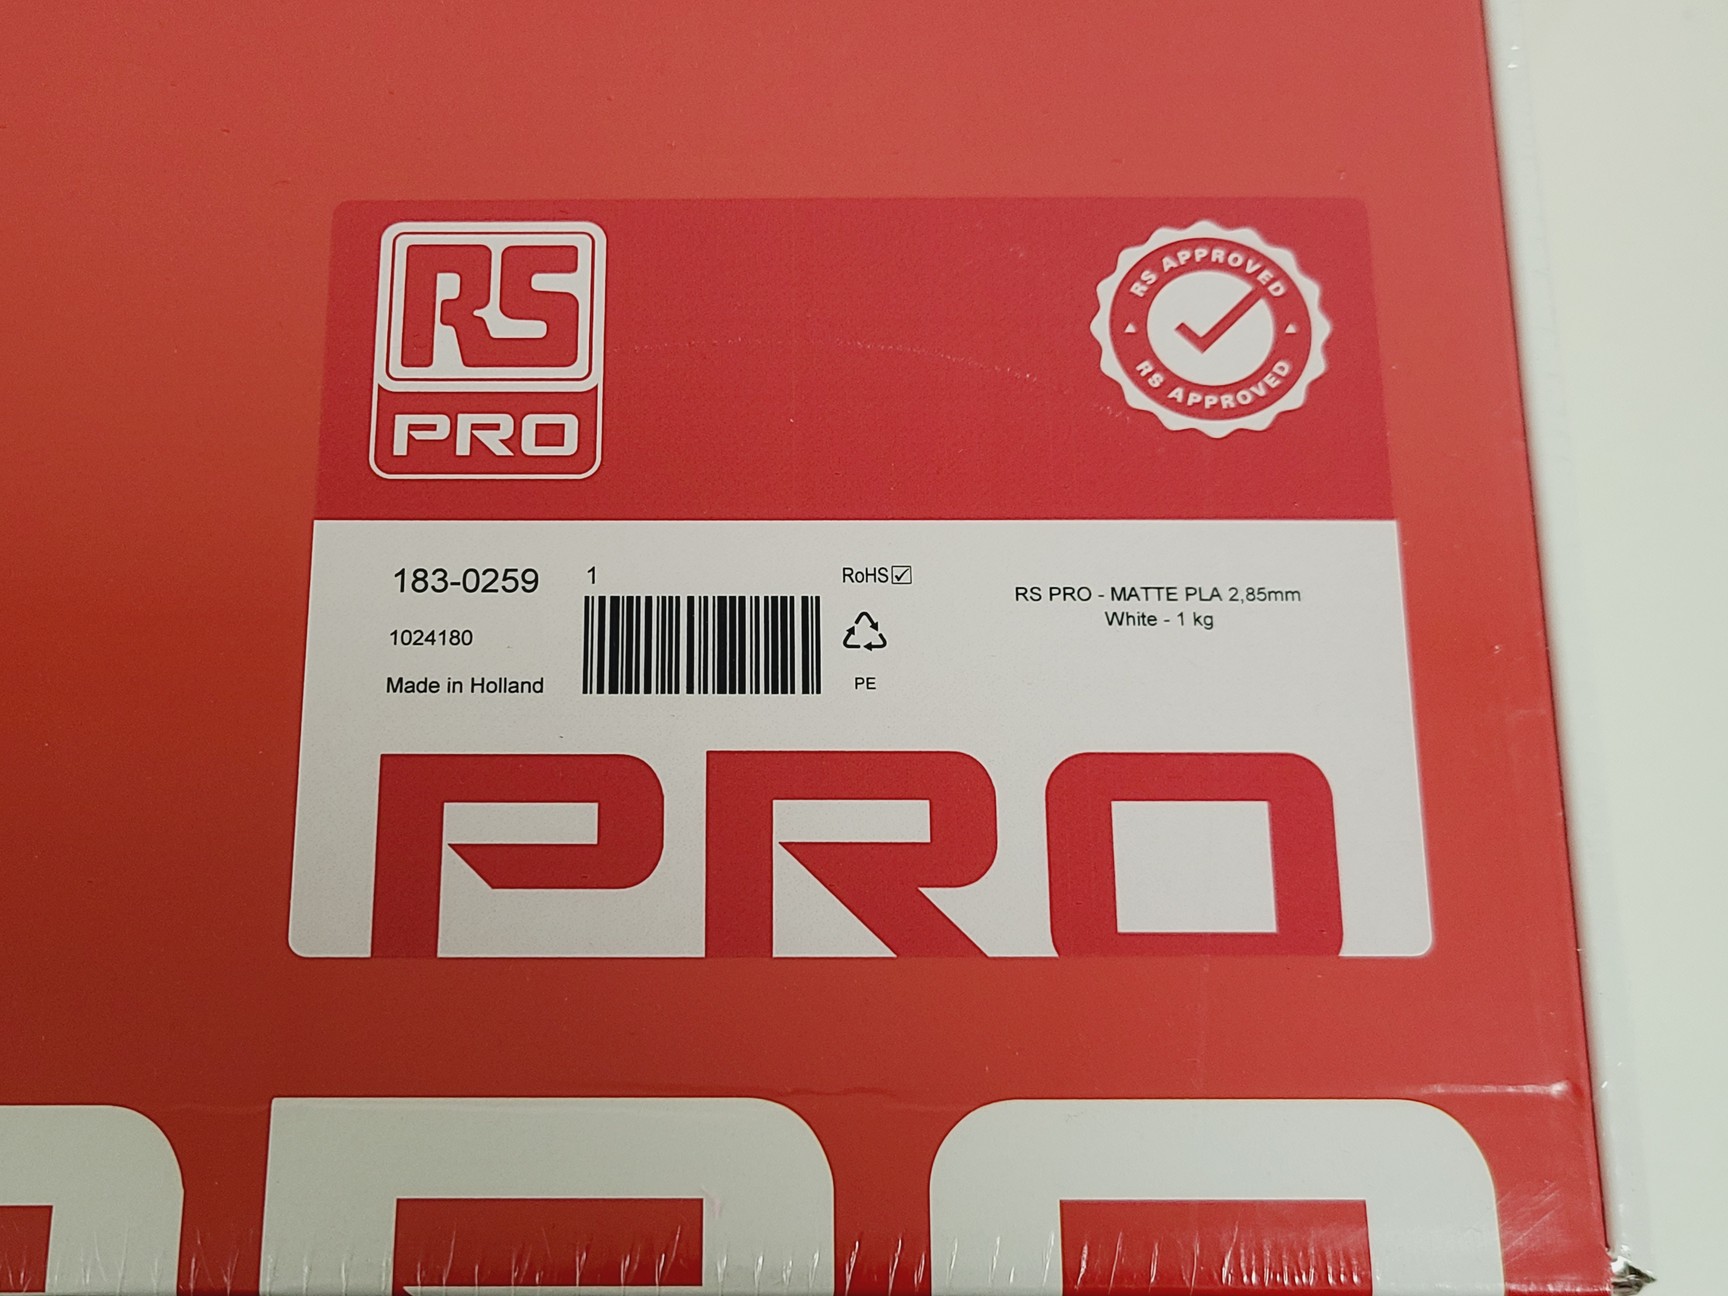 RS
PRO
RS APPROVED
RS APPROVED
183-0259
1
RoHS
1024180
Made in Holland
PE
RS PRO - MATTE PLA 2,85mm
White - 1 kg
PRO
PRO